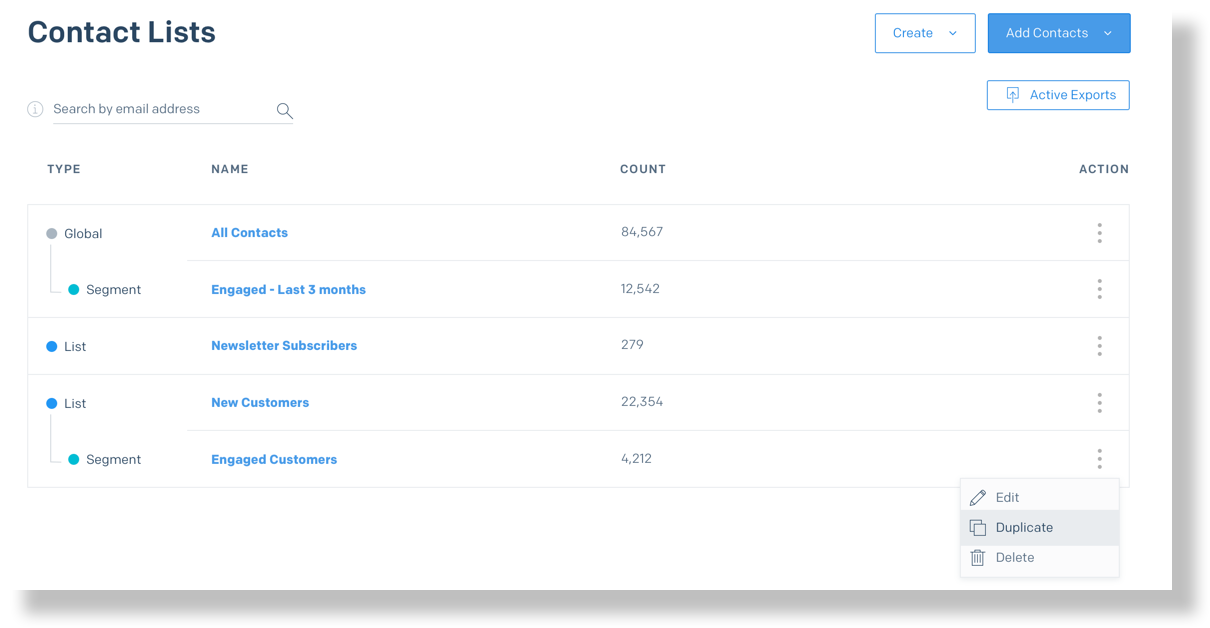 Contact Lists
Create
Add Contacts
Active Exports
Search by email address
TYPE NAME COUNT ACTION
Global All Contacts 84,567
Segment Engaged - Last 3 months 12,542
List Newsletter Subscribers 279
List New Customers 22,354
Segment Engaged Customers 4,212
Edit
Duplicate
Delete